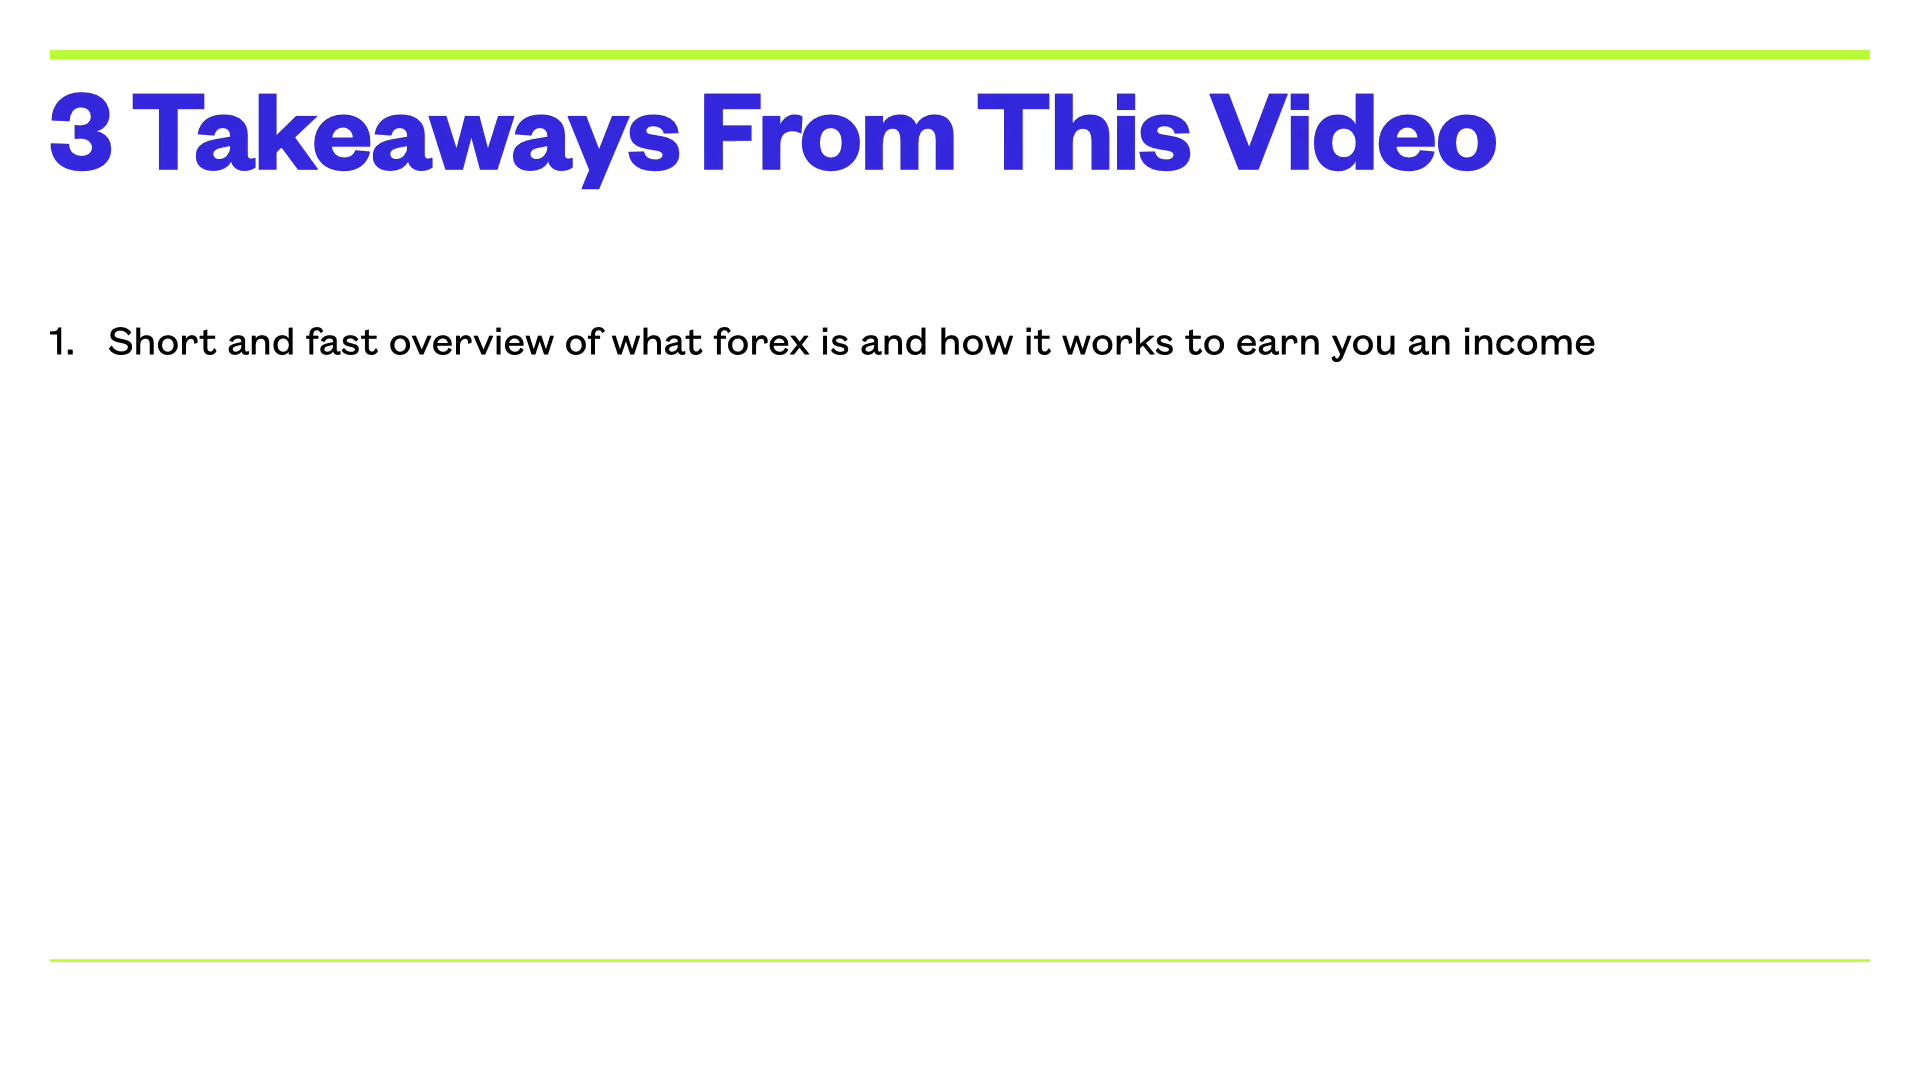 3 Takeaways From This Video
1. Short and fast overview of what forex is and how it works to earn you an income